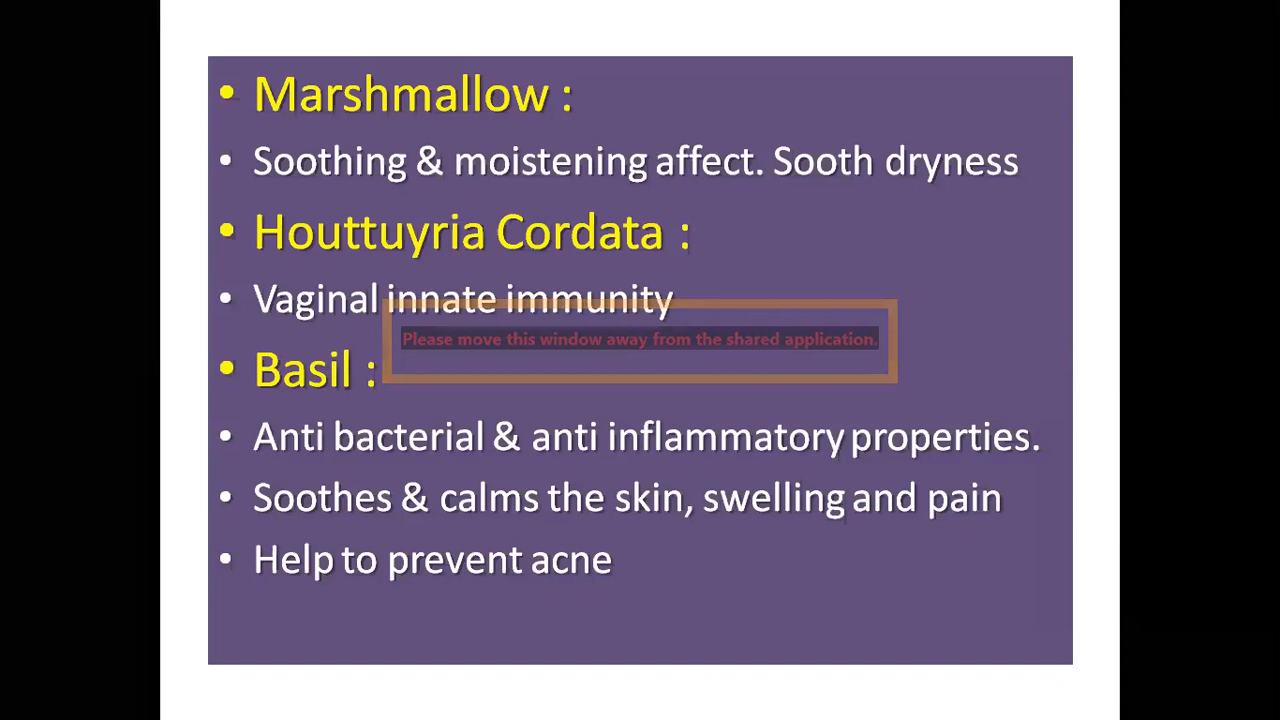 • Marshmallow :
• Soothing & moistening affect. Sooth dryness
• Houttuyria Cordata :
• Vaginal innate immunity
Please move this window away from the shared application.
• Basil :
• Anti bacterial & anti inflammatory properties.
• Soothes & calms the skin, swelling and pain
• Help to prevent acne